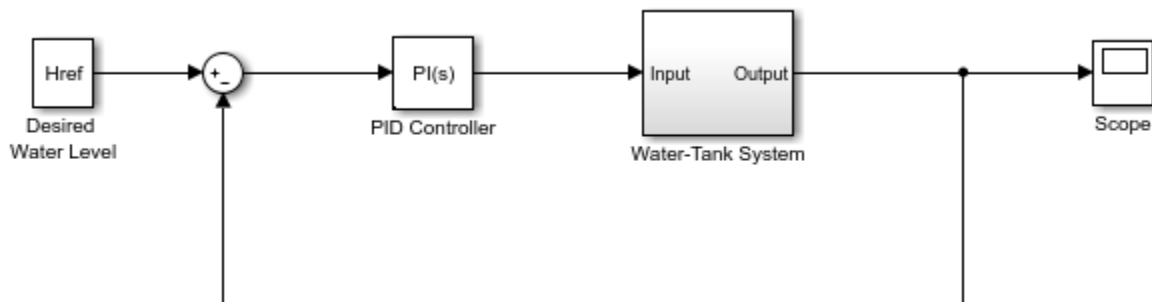 Href
Desired
Water Level
+
−
PI(s)
PID Controller
Input
Output
Water-Tank System
Scope